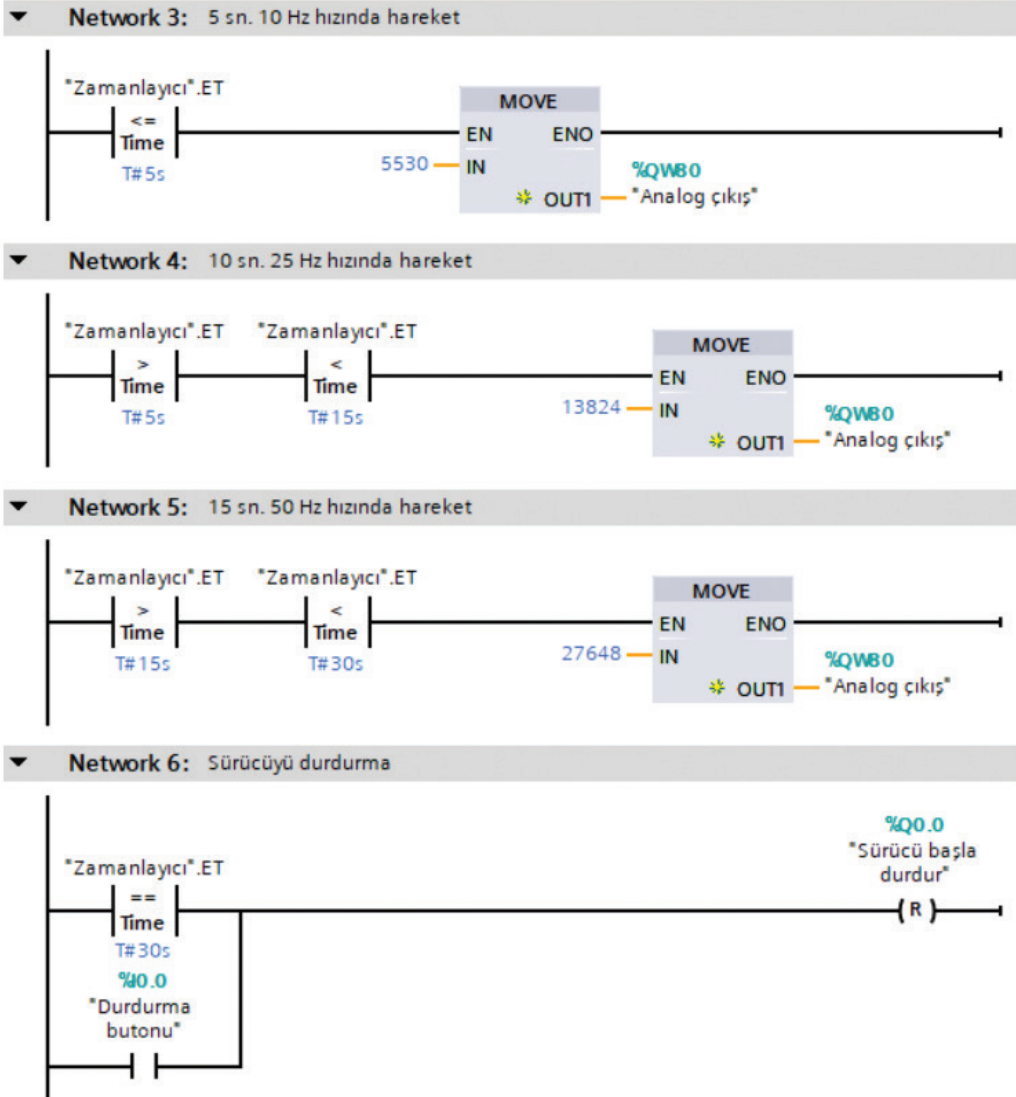 Network 3: 5 sn. 10 Hz hızında hareket
"Zamanlayıcı".ET
<=
Time
T#5s
MOVE
EN ENO
5530 IN
%QW80
OUT1 "Analog çıkış"
Network 4: 10 sn. 25 Hz hızında hareket
"Zamanlayıcı".ET "Zamanlayıcı".ET
> <
Time Time
T#5s T#15s
MOVE
EN ENO
13824 IN
%QW80
OUT1 "Analog çıkış"
Network 5: 15 sn. 50 Hz hızında hareket
"Zamanlayıcı".ET "Zamanlayıcı".ET
> <
Time Time
T#15s T#30s
MOVE
EN ENO
27648 IN
%QW80
OUT1 "Analog çıkış"
Network 6: Sürücüyü durdurma
%Q0.0
"Sürücü başla
durdur"
"Zamanlayıcı".ET
==
Time
T#30s
R
%I0.0
"Durdurma
butonu"